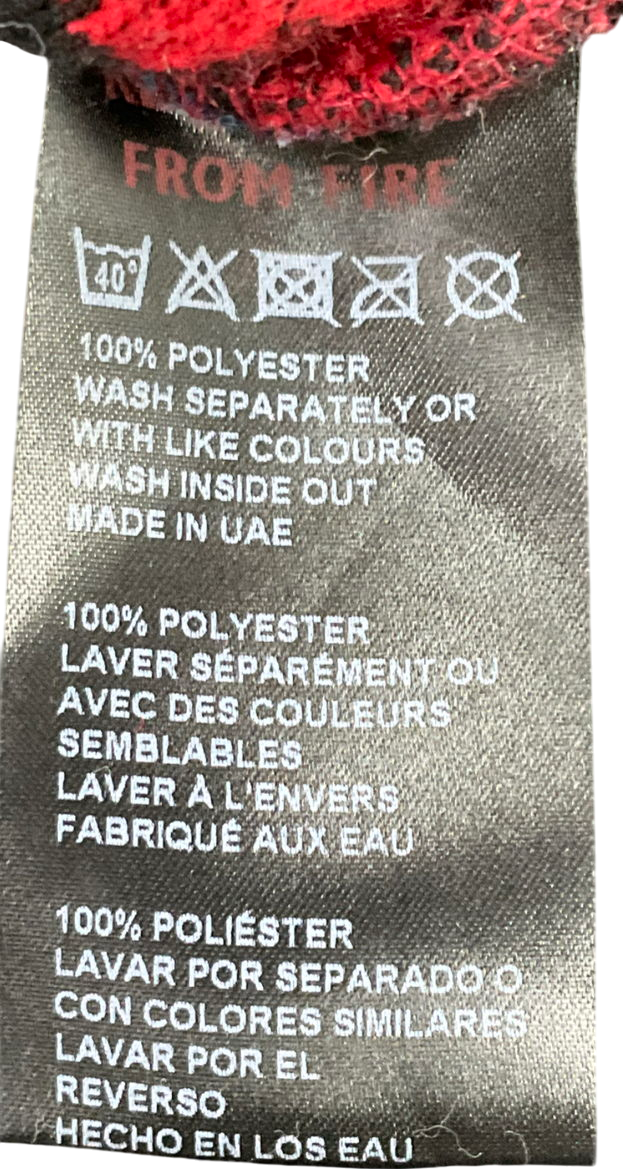 FROM FIRE
40°
100% POLYESTER
WASH SEPARATELY OR
WITH LIKE COLOURS
WASH INSIDE OUT
MADE IN UAE
100% POLYESTER
LAVER SÉPARÉMENT OU
AVEC DES COULEURS
SEMBLABLES
LAVER À L'ENVERS
FABRIQUÉ AUX EAU
100% POLIÉSTER
LAVAR POR SEPARADO O
CON COLORES SIMILARES
LAVAR POR EL
REVERSO
HECHO EN LOS EAU